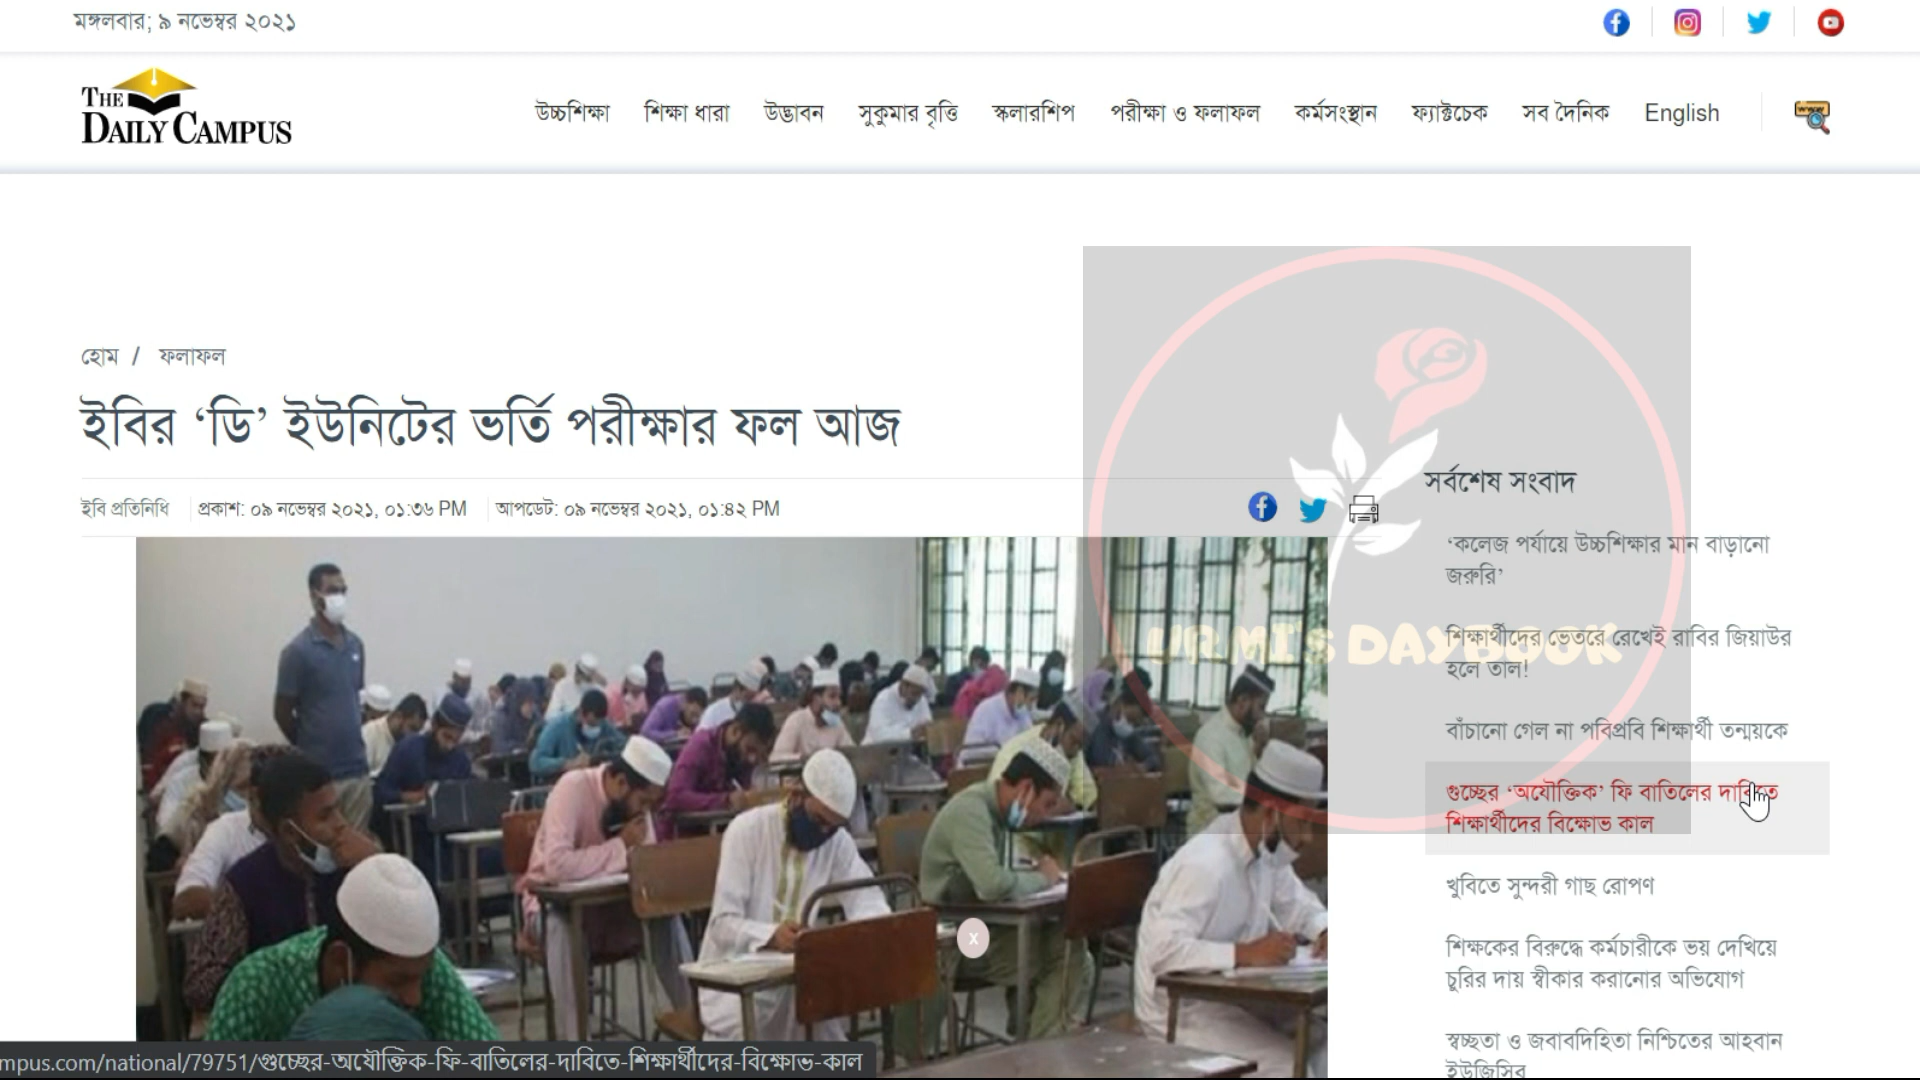 মঙ্গলবার; ৯ নভেম্বর ২০২১
THE
DAILY CAMPUS
উচ্চশিক্ষা শিক্ষা ধারা উদ্ভাবন সুকুমার বৃত্তি স্কলারশিপ পরীক্ষা ও ফলাফল কর্মসংস্থান ফ্যাক্টচেক সব দৈনিক English
হোম / ফলাফল
ইবির ‘ডি’ ইউনিটের ভর্তি পরীক্ষার ফল আজ
ইবি প্রতিনিধি প্রকাশ: ০৯ নভেম্বর ২০২১, ০১:৩৬ PM আপডেট: ০৯ নভেম্বর ২০২১, ০১:৪২ PM
সর্বশেষ সংবাদ
‘কলেজ পর্যায়ে উচ্চশিক্ষার মান বাড়ানো
জরুরি’
শিক্ষার্থীদের ভেতরে রেখেই রাবির জিয়াউর
হলে তালা!
URMI'S DAYBOOK
বাঁচানো গেল না পবিপ্রবি শিক্ষার্থী তন্ময়কে
গুচ্ছের ‘অযৌক্তিক’ ফি বাতিলের দাবিতে
শিক্ষার্থীদের বিক্ষোভ কাল
খুবিতে সুন্দরী গাছ রোপণ
শিক্ষকের বিরুদ্ধে কর্মচারীকে ভয় দেখিয়ে
চুরির দায় স্বীকার করানোর অভিযোগ
স্বচ্ছতা ও জবাবদিহিতা নিশ্চিতের আহবান
ইউজিসির
X
mpus.com/national/79751/গুচ্ছের-অযৌক্তিক-ফি-বাতিলের-দাবিতে-শিক্ষার্থীদের-বিক্ষোভ-কাল